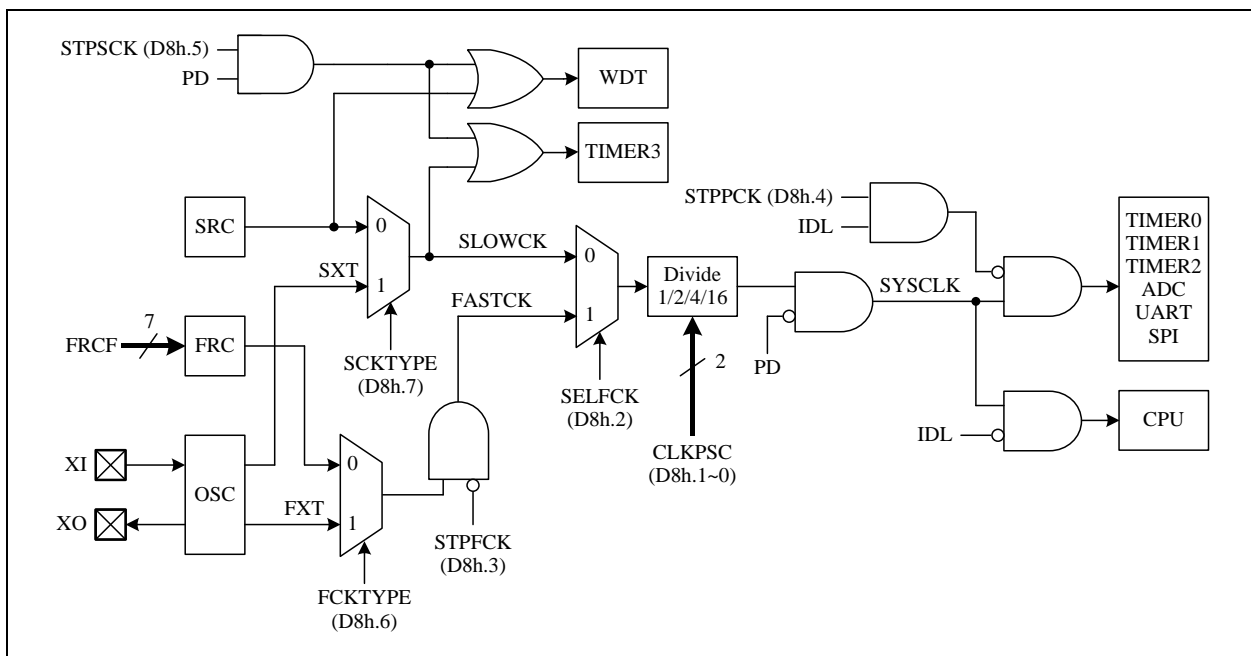 STPSCK (D8h.5)
PD
WDT
TIMER3
SRC
0
1
SXT
SLOWCK
FASTCK
0
1
Divide
1/2/4/16
STPPCK (D8h.4)
IDL
SYSCLK
TIMER0
TIMER1
TIMER2
ADC
UART
SPI
7
FRCF
FRC
SCKTYPE
(D8h.7)
SELFCK
(D8h.2)
PD
2
CLKPSC
(D8h.1~0)
IDL
CPU
XI
XO
OSC
FXT
0
1
STPFCK
(D8h.3)
FCKTYPE
(D8h.6)